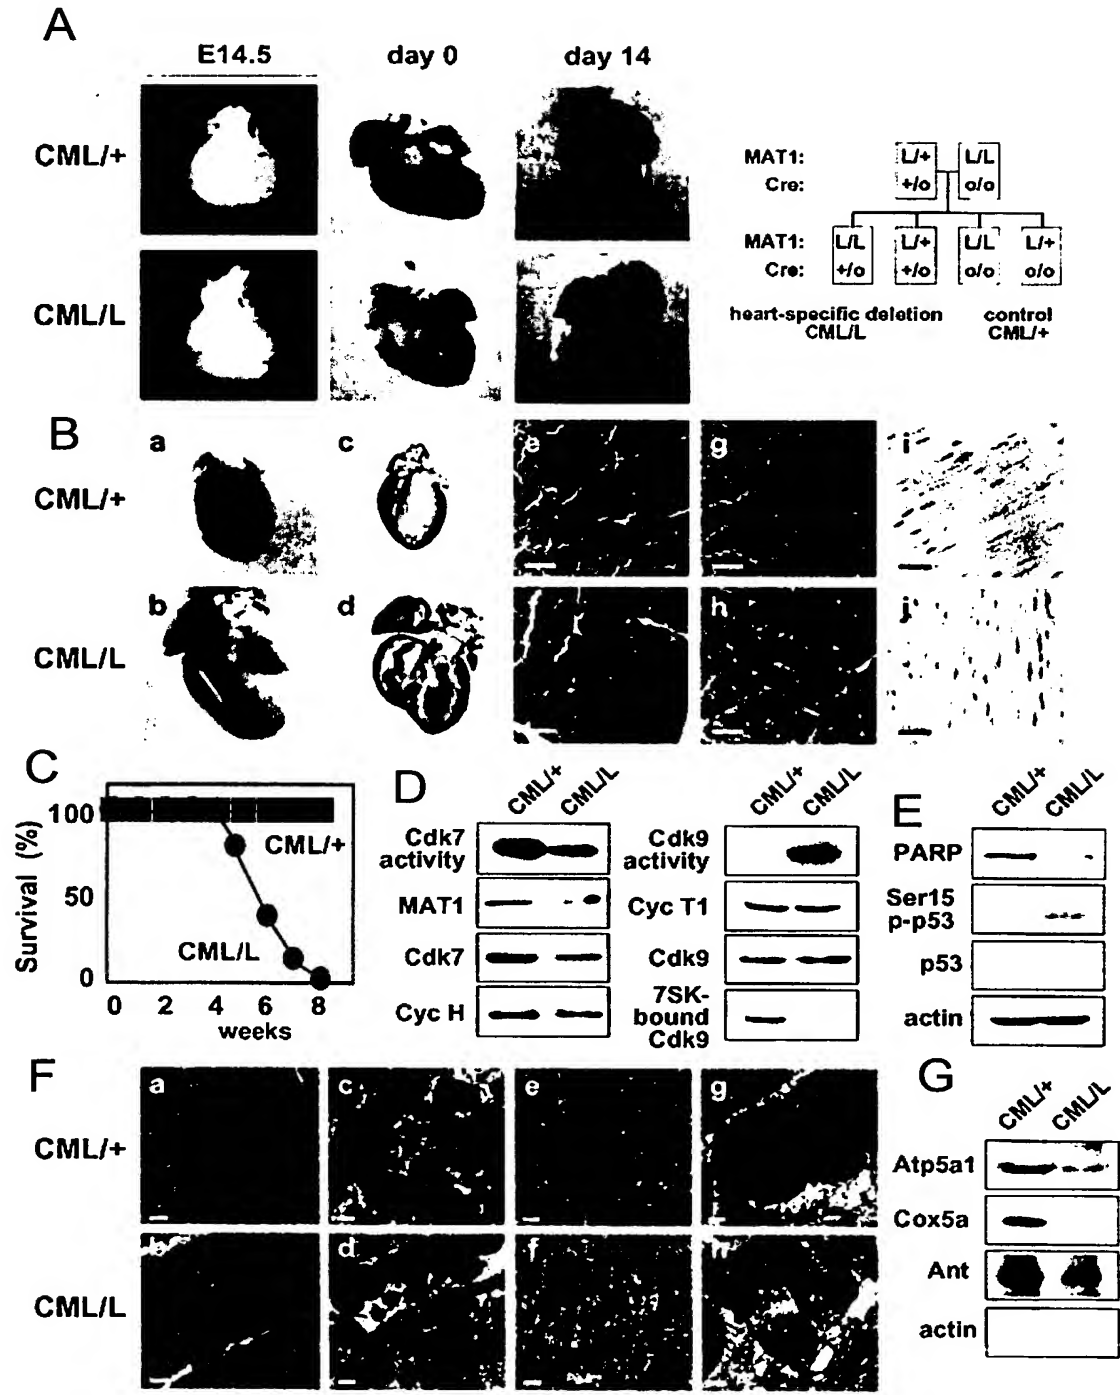 A
E14.5 day 0 day 14
CML/+
CML/L
MAT1: L/+ L/L
Cre: +/o o/o
MAT1: L/L L/+ L/L L/+
Cre: +/o +/o o/o o/o
heart-specific deletion control
CML/L CML/+
B
a c e g i
CML/+
b d h j
CML/L
C
Survival (%)
100
50
0
CML/+
CML/L
0 2 4 6 8
weeks
D
CML/+ CML/L
Cdk7
activity
MAT1
Cdk7
Cyc H
CML/+ CML/L
Cdk9
activity
Cyc T1
Cdk9
7SK-
bound
Cdk9
E
CML/+ CML/L
PARP
Ser15
p-p53
p53
actin
F
a c e g
CML/+
b d f h
CML/L
G
CML/+ CML/L
Atp5a1
Cox5a
Ant
actin